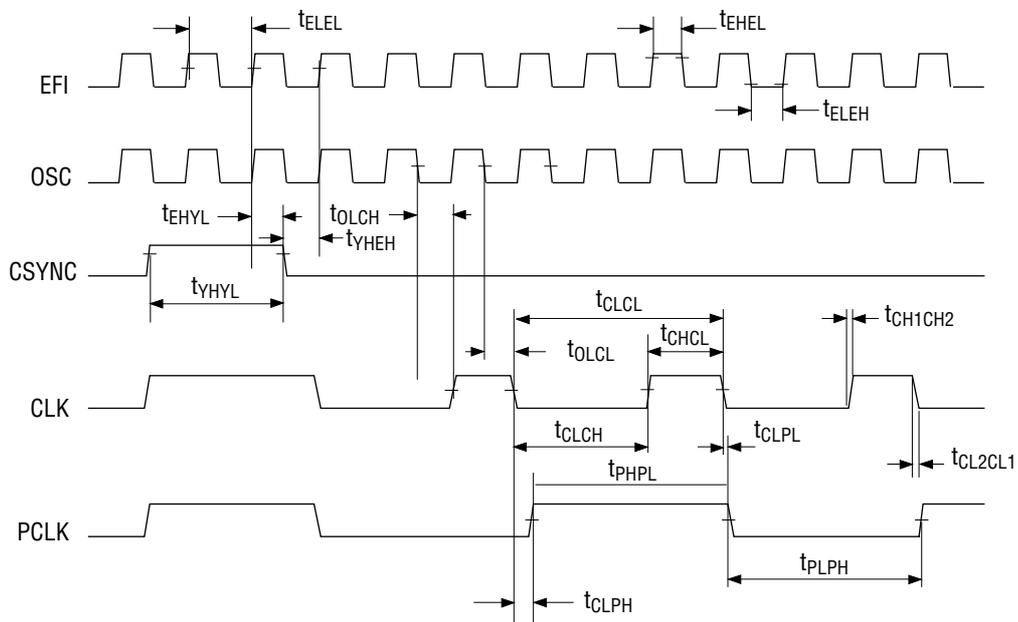 tELEL
tEHEL
EFI
tELEH
OSC
tEHYL
tOLCH
tYHEH
CSYNC
tYHYL
tCLCL
tCH1CH2
tOLCL
tCHCL
CLK
tCLCH
tCLPL
tCL2CL1
tPHPL
PCLK
tPLPH
tCLPH